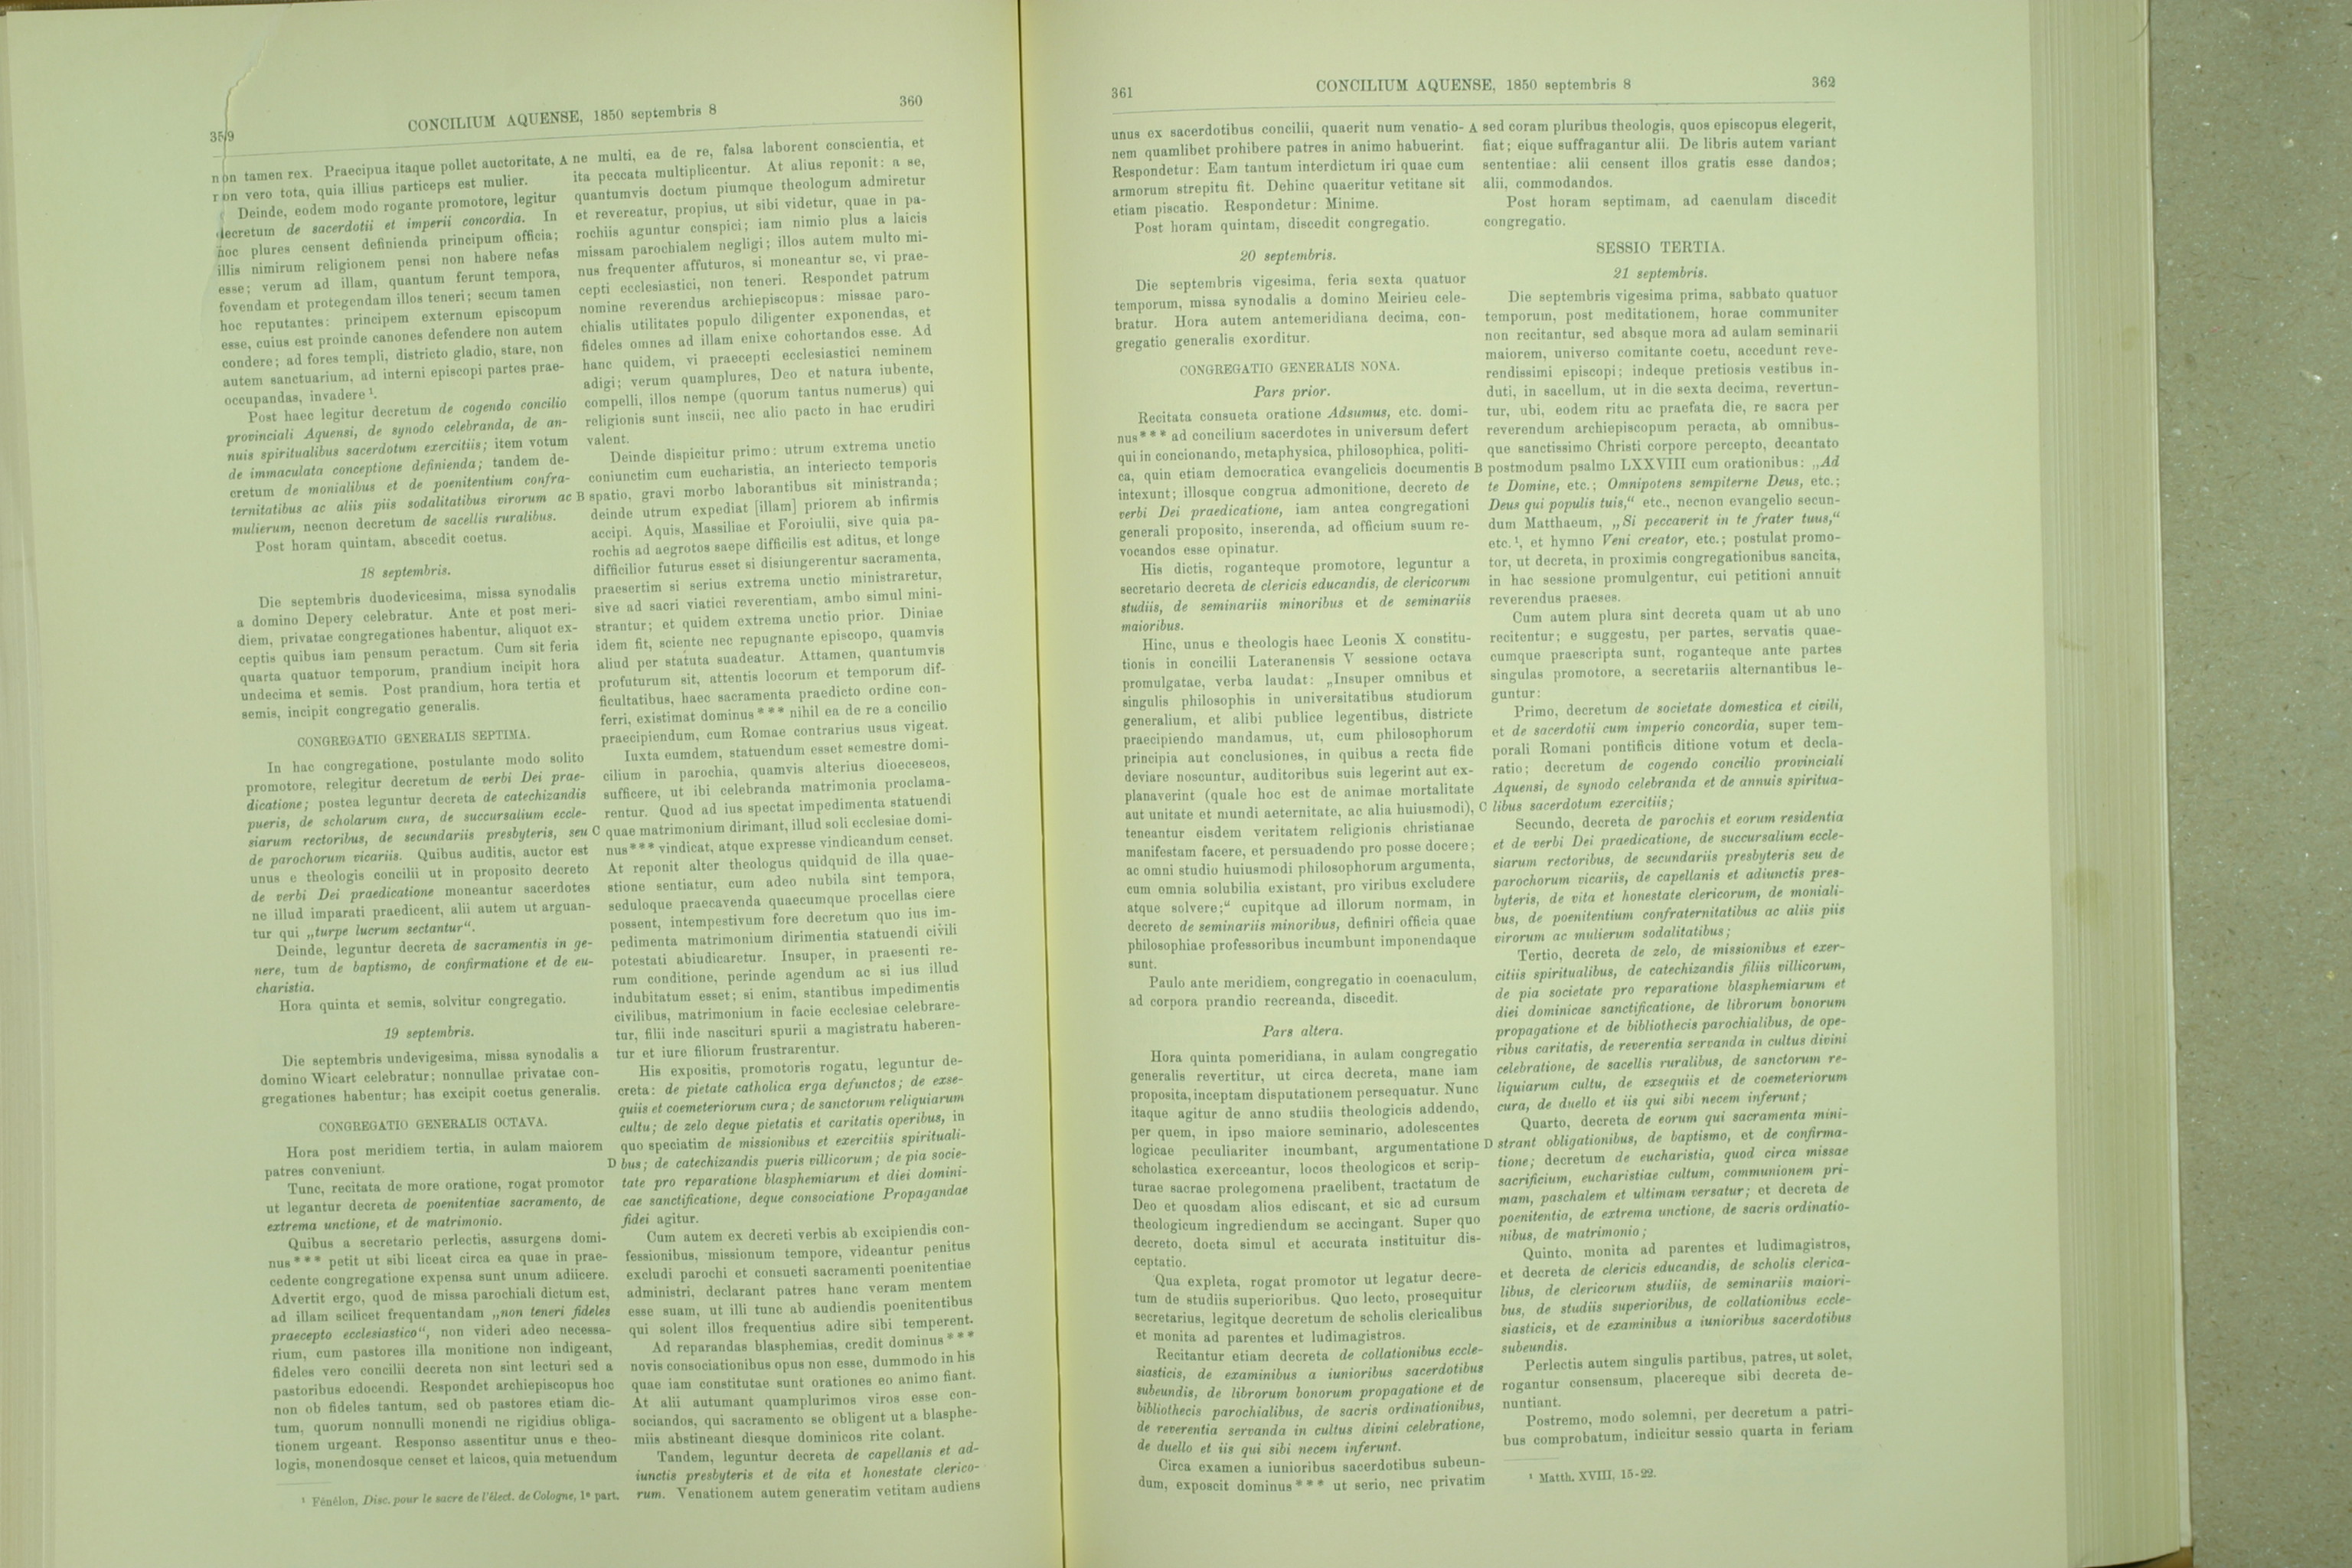 359
CONCILIUM AQUENSE, 1850 septembris 8
360
non tamen rex. Praecipua itaque pollet auctoritate,
non vero tota, quia illius particeps est mulier.
Deinde, eodem modo rogante promotore, legitur
decretum de sacerdotii et imperii concordia. In
hoc plures censent definienda principum officia;
illis nimirum religionem pensi non habere nefas
esse; verum ad illam, quantum ferunt tempora,
fovendam et protegendam illos teneri; secum tamen
hoc reputantes: principem externum episcopum
esse, cuius est proinde canones defendere non autem
condere; ad fores templi, districto gladio, stare, non
autem sanctuarium, ad interni episcopi partes prae-
occupandas, invadere ¹.
Post haec legitur decretum de cogendo concilio
provinciali Aquensi, de synodo celebranda, de an-
nuis spiritualibus sacerdotum exercitiis; item votum
de immaculata conceptione definienda; tandem de-
cretum de monialibus et de poenitentium confra-
ternitatibus ac aliis piis sodalitatibus virorum ac
mulierum, necnon decretum de sacellis ruralibus.
Post horam quintam, abscedit coetus.
18 septembris.
Die septembris duodevicesima, missa synodalis
a domino Depery celebratur. Ante et post meri-
diem, privatae congregationes habentur, aliquot ex-
ceptis quibus iam pensum peractum. Cum sit feria
quarta quatuor temporum, prandium incipit hora
undecima et semis. Post prandium, hora tertia et
semis, incipit congregatio generalis.
CONGREGATIO GENERALIS SEPTIMA.
In hac congregatione, postulante modo solito
promotore, relegitur decretum de verbi Dei prae-
dicatione; postea leguntur decreta de catechizandis
pueris, de scholarum cura, de succursalium eccle-
siarum rectoribus, de secundariis presbyteris, seu
de parochorum vicariis. Quibus auditis, auctor est
unus e theologis concilii ut in proposito decreto
de verbi Dei praedicatione moneantur sacerdotes
ne illud imparati praedicent, alii autem ut arguan-
tur qui „turpe lucrum sectantur“.
Deinde, leguntur decreta de sacramentis in ge-
nere, tum de baptismo, de confirmatione et de eu-
charistia.
Hora quinta et semis, solvitur congregatio.
19 septembris.
Die septembris undevigesima, missa synodalis a
domino Wicart celebratur; nonnullae privatae con-
gregationes habentur; has excipit coetus generalis.
CONGREGATIO GENERALIS OCTAVA.
Hora post meridiem tertia, in aulam maiorem
patres conveniunt.
Tunc, recitata de more oratione, rogat promotor
ut legantur decreta de poenitentiae sacramento, de
extrema unctione, et de matrimonio.
Quibus a secretario perlectis, assurgens domi-
nus*** petit ut sibi liceat circa ea quae in prae-
cedente congregatione expensa sunt unum adiicere.
Advertit ergo, quod de missa parochiali dictum est,
ad illam scilicet frequentandam „non teneri fideles
praecepto ecclesiastico“, non videri adeo necessa-
rium, cum pastores illa monitione non indigeant,
fideles vero concilii decreta non sint lecturi sed a
pastoribus edocendi. Respondet archiepiscopus hoc
non ob fideles tantum, sed ob pastores etiam dic-
tum, quorum nonnulli monendi ne rigidius obliga-
tionem urgeant. Responso assentitur unus e theo-
logis, monendosque censet et laicos, quia metuendum
¹ Fénélon, Disc. pour le sacre de l'élect. de Cologne, 1e part.
A ne multi, ea de re, falsa laborent conscientia, et
ita peccata multiplicentur. At alius reponit: a se,
quantumvis doctum piumque theologum admiretur
et revereatur, propius, ut sibi videtur, quae in pa-
rochiis aguntur conspici; iam nimio plus a laicis
missam parochialem negligi; illos autem multo mi-
nus frequenter affuturos, si moneantur se, vi prae-
cepti ecclesiastici, non teneri. Respondet patrum
nomine reverendus archiepiscopus: missae paro-
chialis utilitates populo diligenter exponendas, et
fideles omnes ad illam enixe cohortandos esse. Ad
hanc quidem, vi praecepti ecclesiastici neminem
adigi; verum quamplures, Deo et natura iubente,
compelli, illos nempe (quorum tantus numerus) qui
religionis sunt inscii, nec alio pacto in hac erudiri
valent.
Deinde dispicitur primo: utrum extrema unctio
coniunctim cum eucharistia, an interiecto temporis
B spatio, gravi morbo laborantibus sit ministranda;
deinde utrum expediat [illam] priorem ab infirmis
accipi. Aquis, Massiliae et Foroiulii, sive quia pa-
rochis ad aegrotos saepe difficilis est aditus, et longe
difficilior futurus esset si disiungerentur sacramenta,
praesertim si serius extrema unctio ministraretur,
sive ad sacri viatici reverentiam, ambo simul mini-
strantur; et quidem extrema unctio prior. Diniae
idem fit, sciente nec repugnante episcopo, quamvis
aliud per statuta suadeatur. Attamen, quantumvis
profuturum sit, attentis locorum et temporum dif-
ficultatibus, haec sacramenta praedicto ordine con-
ferri, existimat dominus*** nihil ea de re a concilio
praecipiendum, cum Romae contrarius usus vigeat.
Iuxta eumdem, statuendum esset semestre domi-
cilium in parochia, quamvis alterius dioeceseos,
sufficere, ut ibi celebranda matrimonia proclama-
rentur. Quod ad ius spectat impedimenta statuendi
C quae matrimonium dirimant, illud soli ecclesiae domi-
nus*** vindicat, atque expresse vindicandum censet.
At reponit alter theologus quidquid de illa quae-
stione sentiatur, cum adeo nubila sint tempora,
seduloque praecavenda quaecumque procellas ciere
possent, intempestivum fore decretum quo ius im-
pedimenta matrimonium dirimentia statuendi civili
potestati abiudicaretur. Insuper, in praesenti re-
rum conditione, perinde agendum ac si ius illud
indubitatum esset; si enim, stantibus impedimentis
civilibus, matrimonium in facie ecclesiae celebrare-
tur, filii inde nascituri spurii a magistratu haberen-
tur et iure filiorum frustrarentur.
His expositis, promotoris rogatu, leguntur de-
creta: de pietate catholica erga defunctos; de exse-
quiis et coemeteriorum cura; de sanctorum reliquiarum
cultu; de zelo deque pietatis et caritatis operibus, in
quo speciatim de missionibus et exercitiis spirituali-
D bus; de catechizandis pueris villicorum; de pia socie-
tate pro reparatione blasphemiarum et diei domini-
cae sanctificatione, deque consociatione Propagandae
fidei agitur.
Cum autem ex decreti verbis ab excipiendis con-
fessionibus, missionum tempore, videantur penitus
excludi parochi et consueti sacramenti poenitentiae
administri, declarant patres hanc veram mentem
esse suam, ut illi tunc ab audiendis poenitentibus
qui solent illos frequentius adire sibi temperent.
Ad reparandas blasphemias, credit dominus***
novis consociationibus opus non esse, dummodo in his
quae iam constitutae sunt orationes eo animo fiant.
At alii autumant quamplurimos viros esse con-
sociandos, qui sacramento se obligent ut a blasphe-
miis abstineant diesque dominicos rite colant.
Tandem, leguntur decreta de capellanis et ad-
iunctis presbyteris et de vita et honestate clerico-
rum. Venationem autem generatim vetitam audiens
361
CONCILIUM AQUENSE, 1850 septembris 8
362
unus ex sacerdotibus concilii, quaerit num venatio-
nem quamlibet prohibere patres in animo habuerint.
Respondetur: Eam tantum interdictum iri quae cum
armorum strepitu fit. Dehinc quaeritur vetitane sit
etiam piscatio. Respondetur: Minime.
Post horam quintam, discedit congregatio.
20 septembris.
Die septembris vigesima, feria sexta quatuor
temporum, missa synodalis a domino Meirieu cele-
bratur. Hora autem antemeridiana decima, con-
gregatio generalis exorditur.
CONGREGATIO GENERALIS NONA.
Pars prior.
Recitata consueta oratione Adsumus, etc. domi-
nus*** ad concilium sacerdotes in universum defert
qui in concionando, metaphysica, philosophica, politi-
ca, quin etiam democratica evangelicis documentis
intexunt; illosque congrua admonitione, decreto de
verbi Dei praedicatione, iam antea congregationi
generali proposito, inserenda, ad officium suum re-
vocandos esse opinatur.
His dictis, roganteque promotore, leguntur a
secretario decreta de clericis educandis, de clericorum
studiis, de seminariis minoribus et de seminariis
maioribus.
Hinc, unus e theologis haec Leonis X constitu-
tionis in concilii Lateranensis V sessione octava
promulgatae, verba laudat: „Insuper omnibus et
singulis philosophis in universitatibus studiorum
generalium, et alibi publice legentibus, districte
praecipiendo mandamus, ut, cum philosophorum
principia aut conclusiones, in quibus a recta fide
deviare noscuntur, auditoribus suis legerint aut ex-
planaverint (quale hoc est de animae mortalitate
aut unitate et mundi aeternitate, ac alia huiusmodi),
teneantur eisdem veritatem religionis christianae
manifestam facere, et persuadendo pro posse docere;
ac omni studio huiusmodi philosophorum argumenta,
cum omnia solubilia existant, pro viribus excludere
atque solvere;“ cupitque ad illorum normam, in
decreto de seminariis minoribus, definiri officia quae
philosophiae professoribus incumbunt imponendaque
sunt.
Paulo ante meridiem, congregatio in coenaculum,
ad corpora prandio recreanda, discedit.
Pars altera.
Hora quinta pomeridiana, in aulam congregatio
generalis revertitur, ut circa decreta, mane iam
proposita, inceptam disputationem persequatur. Nunc
itaque agitur de anno studiis theologicis addendo,
per quem, in ipso maiore seminario, adolescentes
logicae peculiariter incumbant, argumentatione
scholastica exerceantur, locos theologicos et scrip-
turae sacrae prolegomena praelibent, tractatum de
Deo et quosdam alios ediscant, et sic ad cursum
theologicum ingrediendum se accingant. Super quo
decreto, docta simul et accurata instituitur dis-
ceptatio.
Qua expleta, rogat promotor ut legatur decre-
tum de studiis superioribus. Quo lecto, prosequitur
secretarius, legitque decretum de scholis clericalibus
et monita ad parentes et ludimagistros.
Recitantur etiam decreta de collationibus eccle-
siasticis, de examinibus a iunioribus sacerdotibus
subeundis, de librorum bonorum propagatione et de
bibliothecis parochialibus, de sacris ordinationibus,
de reverentia servanda in cultus divini celebratione,
de duello et iis qui sibi necem inferunt.
Circa examen a iunioribus sacerdotibus subeun-
dum, exposcit dominus*** ut serio, nec privatim
A sed coram pluribus theologis, quos episcopus elegerit,
fiat; eique suffragantur alii. De libris autem variant
sententiae: alii censent illos gratis esse dandos;
alii, commodandos.
Post horam septimam, ad caenulam discedit
congregatio.
SESSIO TERTIA.
21 septembris.
Die septembris vigesima prima, sabbato quatuor
temporum, post meditationem, horae communiter
non recitantur, sed absque mora ad aulam seminarii
maiorem, universo comitante coetu, accedunt reve-
rendissimi episcopi; indeque pretiosis vestibus in-
duti, in sacellum, ut in die sexta decima, revertun-
tur, ubi, eodem ritu ac praefata die, re sacra per
reverendum archiepiscopum peracta, ab omnibus-
que sanctissimo Christi corpore percepto, decantato
B postmodum psalmo LXXVIII cum orationibus: „Ad
te Domine, etc.; Omnipotens sempiterne Deus, etc.;
Deus qui populis tuis,“ etc., necnon evangelio secun-
dum Matthaeum, „Si peccaverit in te frater tuus,“
etc.¹, et hymno Veni creator, etc.; postulat promo-
tor, ut decreta, in proximis congregationibus sancita,
in hac sessione promulgentur, cui petitioni annuit
reverendus praeses.
Cum autem plura sint decreta quam ut ab uno
recitentur; e suggestu, per partes, servatis quae-
cumque praescripta sunt, roganteque ante partes
singulas promotore, a secretariis alternantibus le-
guntur:
Primo, decretum de societate domestica et civili,
et de sacerdotii cum imperio concordia, super tem-
porali Romani pontificis ditione votum et decla-
ratio; decretum de cogendo concilio provinciali
Aquensi, de synodo celebranda et de annuis spiritua-
C libus sacerdotum exercitiis;
Secundo, decreta de parochis et eorum residentia
et de verbi Dei praedicatione, de succursalium eccle-
siarum rectoribus, de secundariis presbyteris seu de
parochorum vicariis, de capellanis et adiunctis pres-
byteris, de vita et honestate clericorum, de moniali-
bus, de poenitentium confraternitatibus ac aliis piis
virorum ac mulierum sodalitatibus;
Tertio, decreta de zelo, de missionibus et exer-
citiis spiritualibus, de catechizandis filiis villicorum,
de pia societate pro reparatione blasphemiarum et
diei dominicae sanctificatione, de librorum bonorum
propagatione et de bibliothecis parochialibus, de ope-
ribus caritatis, de reverentia servanda in cultus divini
celebratione, de sacellis ruralibus, de sanctorum re-
liquiarum cultu, de exsequiis et de coemeteriorum
cura, de duello et iis qui sibi necem inferunt;
Quarto, decreta de eorum qui sacramenta mini-
D strant obligationibus, de baptismo, et de confirma-
tione; decretum de eucharistia, quod circa missae
sacrificium, eucharistiae cultum, communionem pri-
mam, paschalem et ultimam versatur; et decreta de
poenitentia, de extrema unctione, de sacris ordinatio-
nibus, de matrimonio;
Quinto, monita ad parentes et ludimagistros,
et decreta de clericis educandis, de scholis clerica-
libus, de clericorum studiis, de seminariis maiori-
bus, de studiis superioribus, de collationibus eccle-
siasticis, et de examinibus a iunioribus sacerdotibus
subeundis.
Perlectis autem singulis partibus, patres, ut solet,
rogantur consensum, placereque sibi decreta de-
nuntiant.
Postremo, modo solemni, per decretum a patri-
bus comprobatum, indicitur sessio quarta in feriam
¹ Matth. XVIII, 15-22.